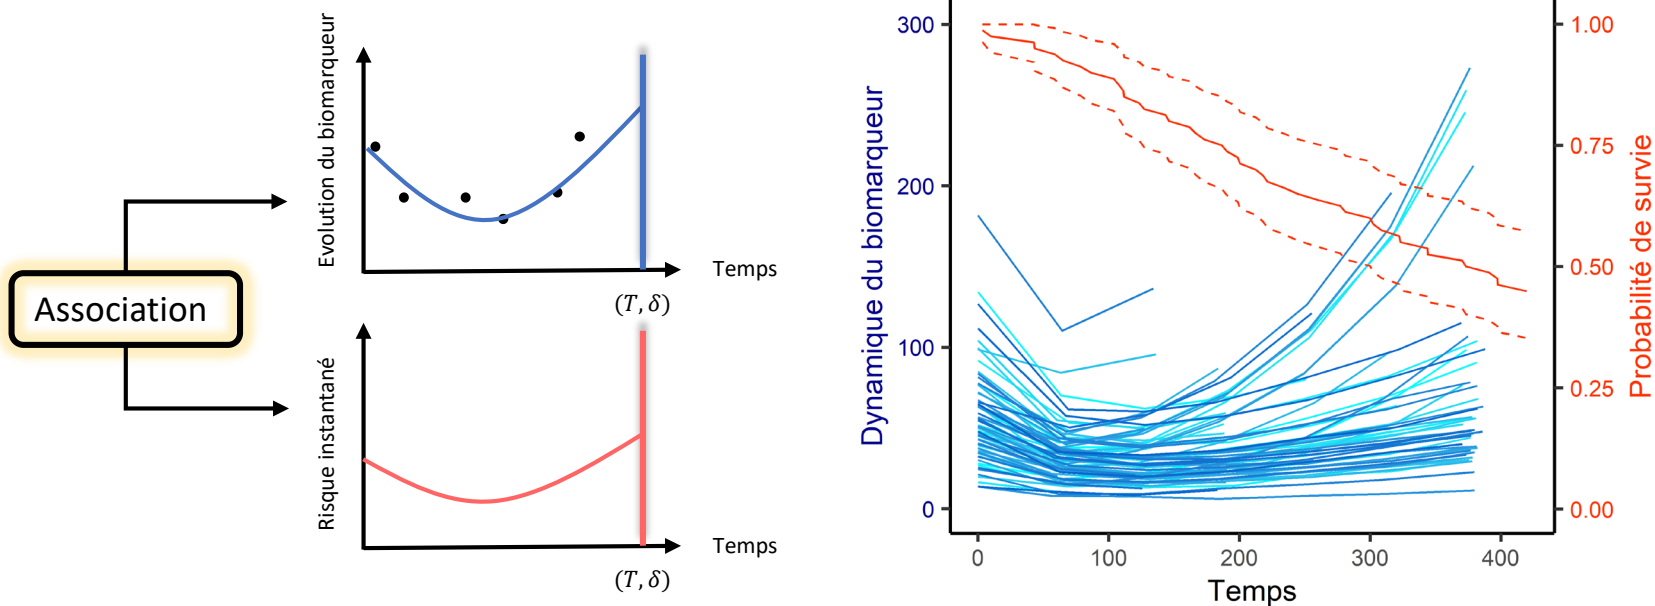 Association
Evolution du biomarqueur
Temps
(T, δ)
Risque instantané
Temps
(T, δ)
Dynamique du biomarqueur
300
200
100
0
0
100
200
300
400
Temps
1.00
0.75
0.50
0.25
0.00
Probabilité de survie